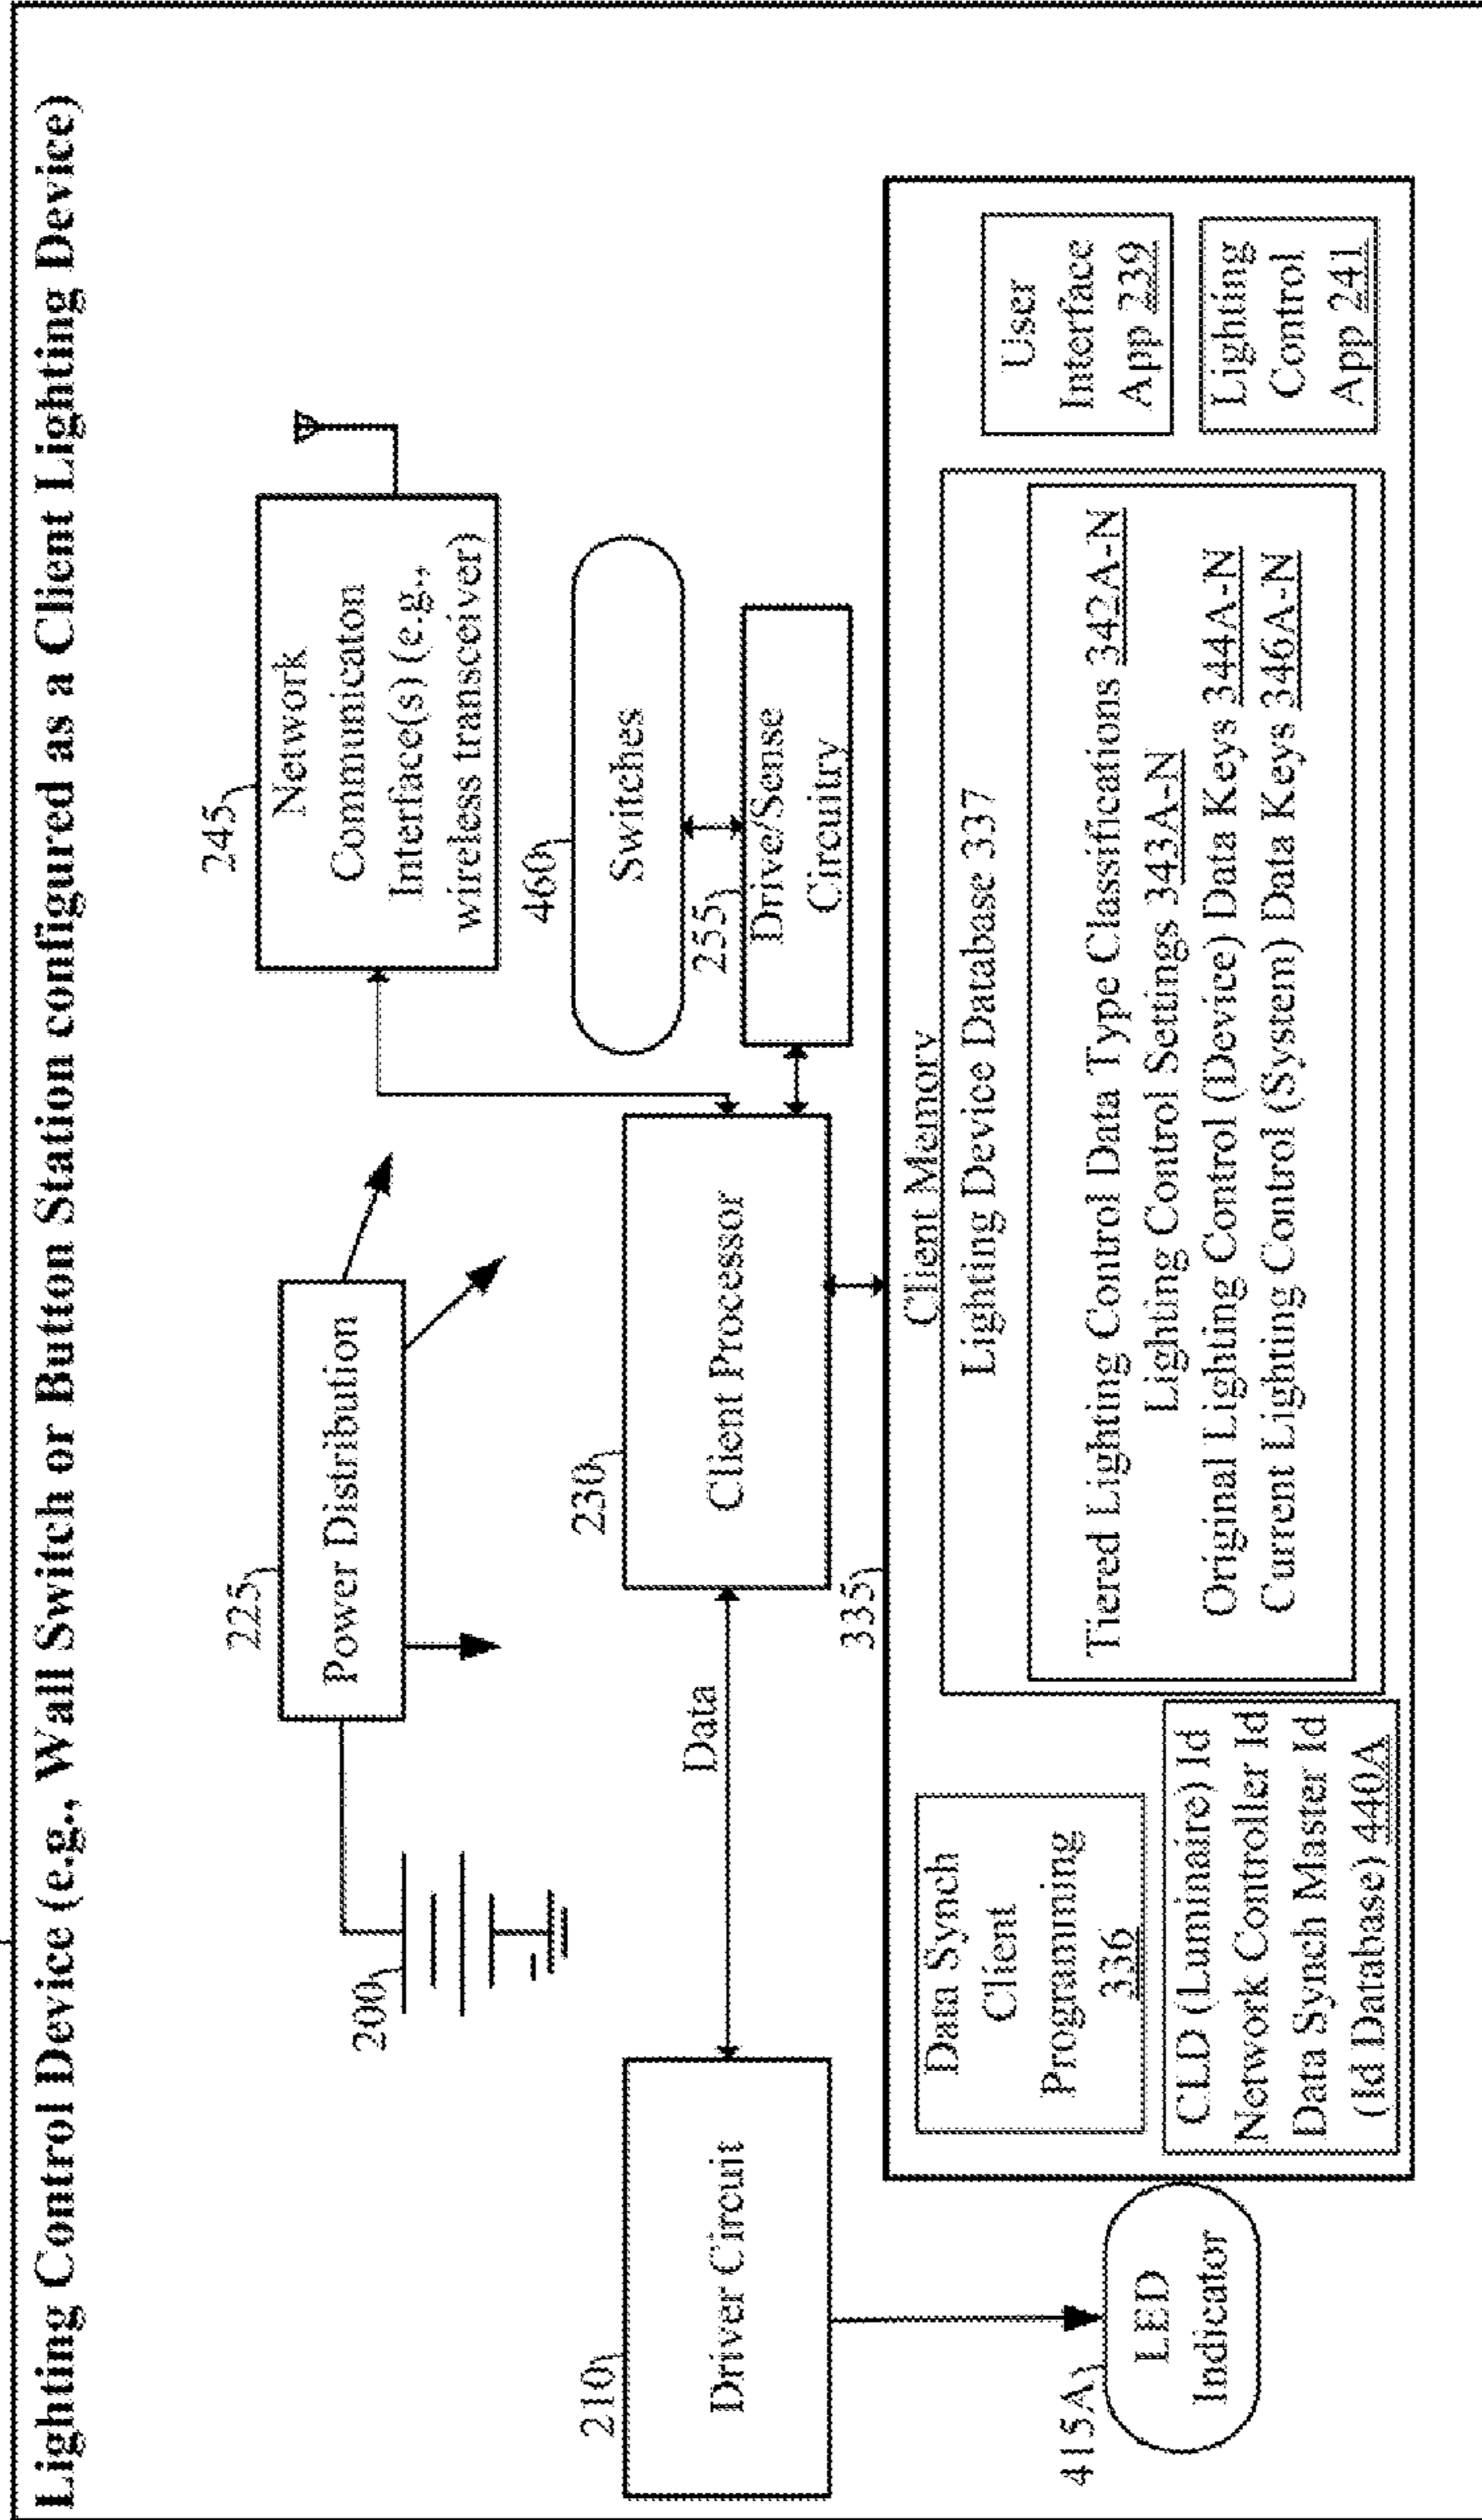 Lighting Control Device (e.g., Wall Switch or Button Station configured as a Client Lighting Device)
200
225
Power Distribution
245
Network
Communicaton
Interface(s) (e.g.,
wireless transceiver)
460
Switches
255
Drive/Sense
Circuitry
210
Driver Circuit
Data
230
Client Processor
415A
LED
Indicator
335
Client Memory
Data Synch
Client
Programming
336
CLD (Luminaire) Id
Network Controller Id
Data Synch Master Id
(Id Database) 440A
Lighting Device Database 337
Tiered Lighting Control Data Type Classifications 342A-N
Lighting Control Settings 343A-N
Original Lighting Control (Device) Data Keys 344A-N
Current Lighting Control (System) Data Keys 346A-N
User
Interface
App 239
Lighting
Control
App 241